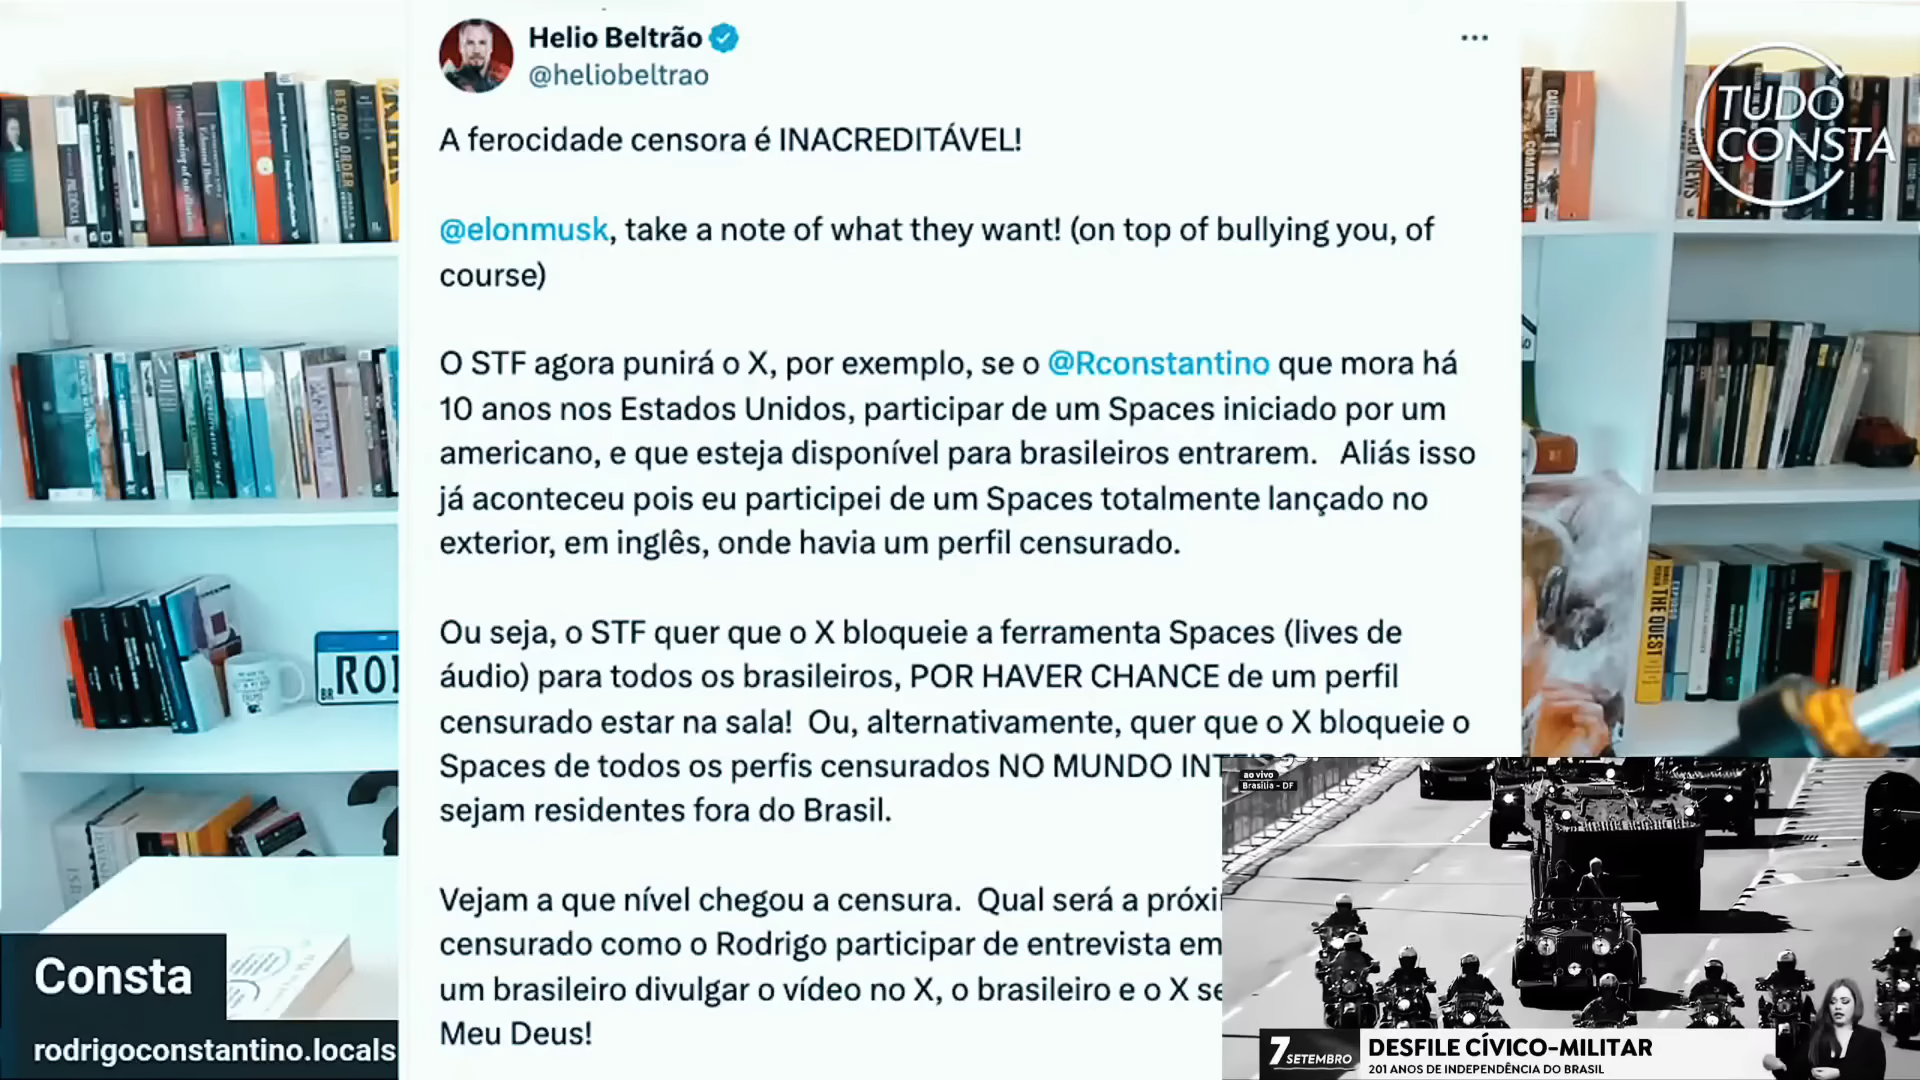 Helio Beltrão
@heliobeltrao
A ferocidade censora é INACREDITÁVEL!
@elonmusk, take a note of what they want! (on top of bullying you, of
course)
O STF agora punirá o X, por exemplo, se o @Rconstantino que mora há
10 anos nos Estados Unidos, participar de um Spaces iniciado por um
americano, e que esteja disponível para brasileiros entrarem. Aliás isso
já aconteceu pois eu participei de um Spaces totalmente lançado no
exterior, em inglês, onde havia um perfil censurado.
Ou seja, o STF quer que o X bloqueie a ferramenta Spaces (lives de
áudio) para todos os brasileiros, POR HAVER CHANCE de um perfil
censurado estar na sala! Ou, alternativamente, quer que o X bloqueie o
Spaces de todos os perfis censurados NO MUNDO
sejam residentes fora do Brasil.
Vejam a que nível chegou a censura. Qual será a
censurado como o Rodrigo participar de entrevista em
um brasileiro divulgar o vídeo no X, o brasileiro e o X
Meu Deus!
TUDO
CONSTA
BEYOND ORDER
THE QUEST
ROI
BR
Consta
rodrigoconstantino.locals
ao vivo
Brasília - DF
7 SETEMBRO
DESFILE CÍVICO-MILITAR
201 ANOS DE INDEPENDÊNCIA DO BRASIL